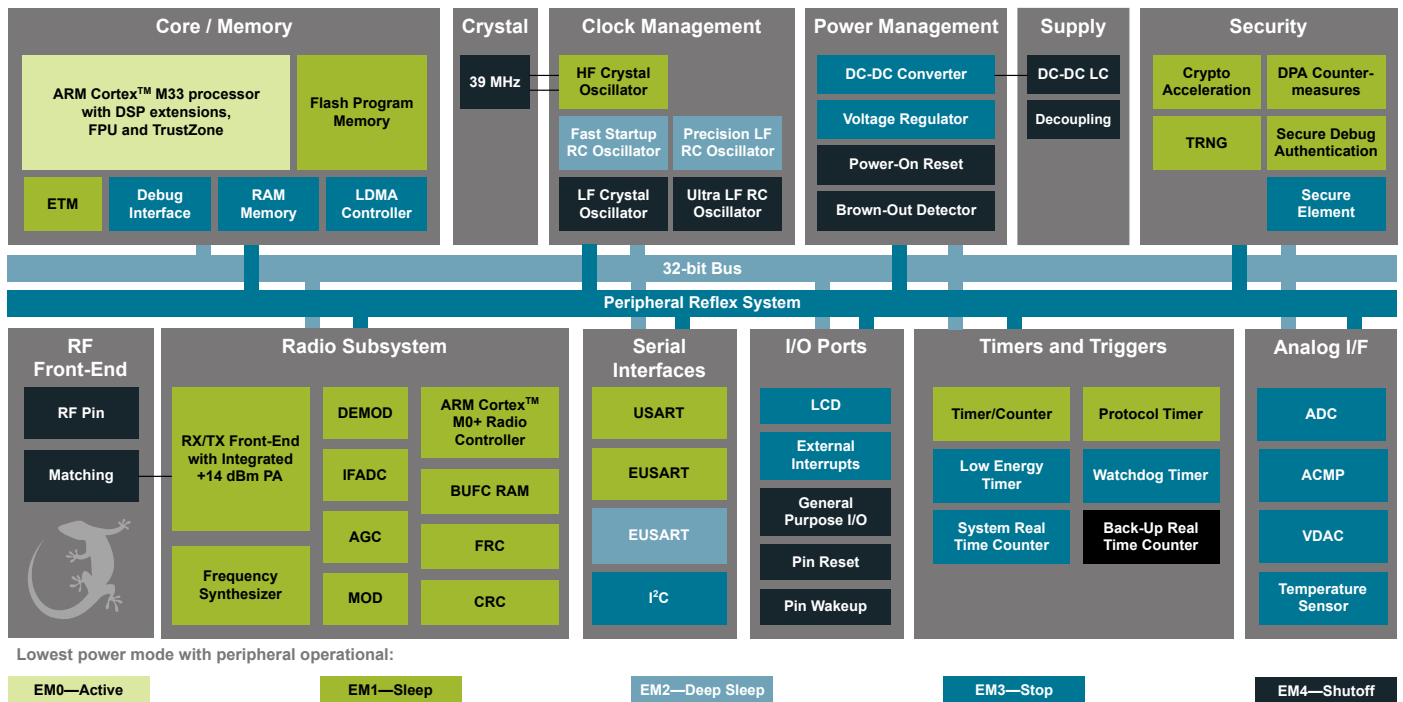 Core / Memory
ARM Cortex™ M33 processor
with DSP extensions,
FPU and TrustZone
Flash Program
Memory
ETM
Debug
Interface
RAM
Memory
LDMA
Controller
Crystal
39 MHz
Clock Management
HF Crystal
Oscillator
Fast Startup
RC Oscillator
Precision LF
RC Oscillator
LF Crystal
Oscillator
Ultra LF RC
Oscillator
Power Management
DC-DC Converter
Voltage Regulator
Power-On Reset
Brown-Out Detector
Supply
DC-DC LC
Decoupling
Security
Crypto
Acceleration
DPA Counter-
measures
TRNG
Secure Debug
Authentication
Secure
Element
32-bit Bus
Peripheral Reflex System
RF
Front-End
RF Pin
Matching
Radio Subsystem
RX/TX Front-End
with Integrated
+14 dBm PA
Frequency
Synthesizer
DEMOD
IFADC
AGC
MOD
ARM Cortex™
M0+ Radio
Controller
BUFC RAM
FRC
CRC
Serial
Interfaces
USART
EUSART
EUSART
I²C
I/O Ports
LCD
External
Interrupts
General
Purpose I/O
Pin Reset
Pin Wakeup
Timers and Triggers
Timer/Counter
Protocol Timer
Low Energy
Timer
Watchdog Timer
System Real
Time Counter
Back-Up Real
Time Counter
Analog I/F
ADC
ACMP
VDAC
Temperature
Sensor
Lowest power mode with peripheral operational:
EM0—Active
EM1—Sleep
EM2—Deep Sleep
EM3—Stop
EM4—Shutoff